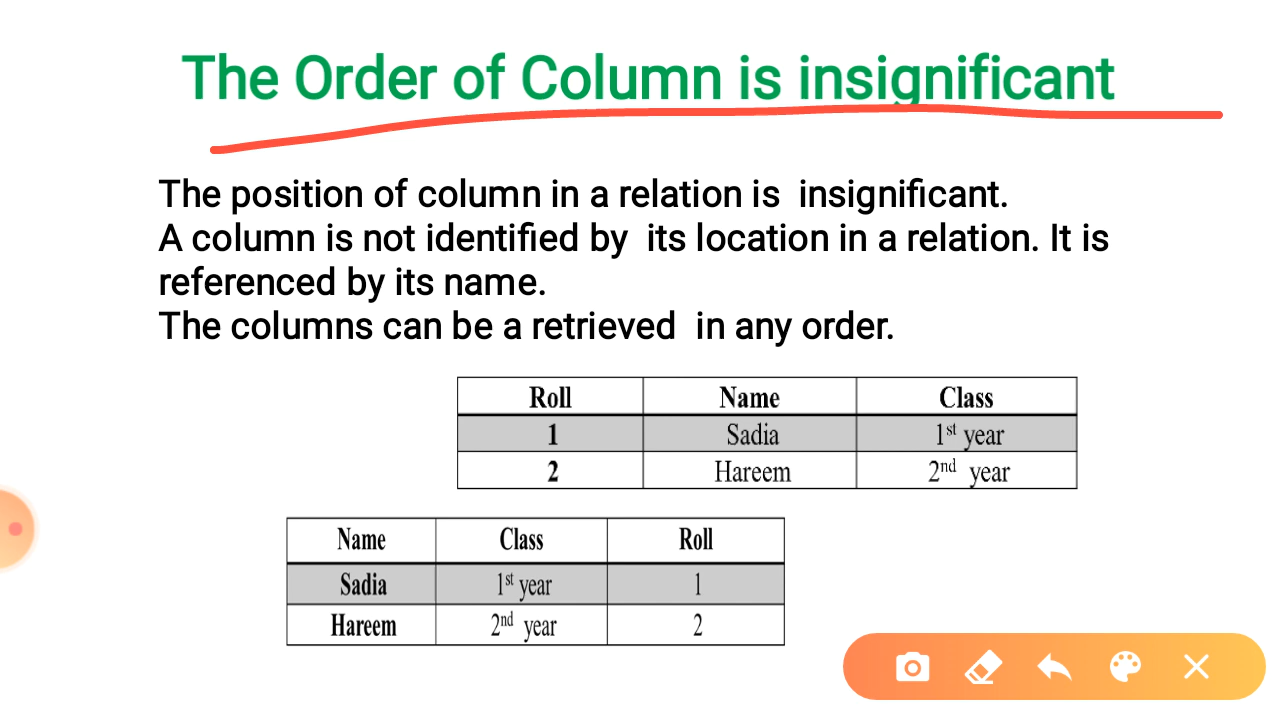 The Order of Column is insignificant
The position of column in a relation is insignificant.
A column is not identified by its location in a relation. It is
referenced by its name.
The columns can be a retrieved in any order.
Roll Name Class
1 Sadia 1st year
2 Hareem 2nd year
Name Class Roll
Sadia 1st year 1
Hareem 2nd year 2